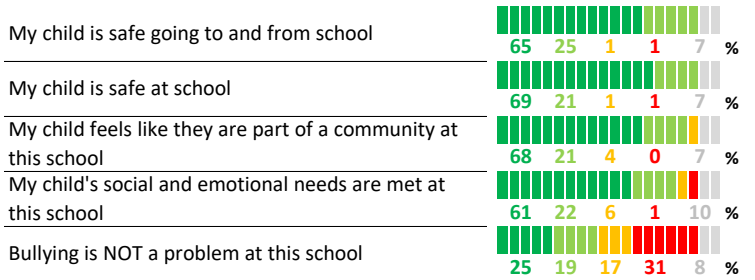 My child is safe going to and from school
65 25 1 1 7 %
My child is safe at school
69 21 1 1 7 %
My child feels like they are part of a community at
this school
68 21 4 0 7 %
My child's social and emotional needs are met at
this school
61 22 6 1 10 %
Bullying is NOT a problem at this school
25 19 17 31 8 %